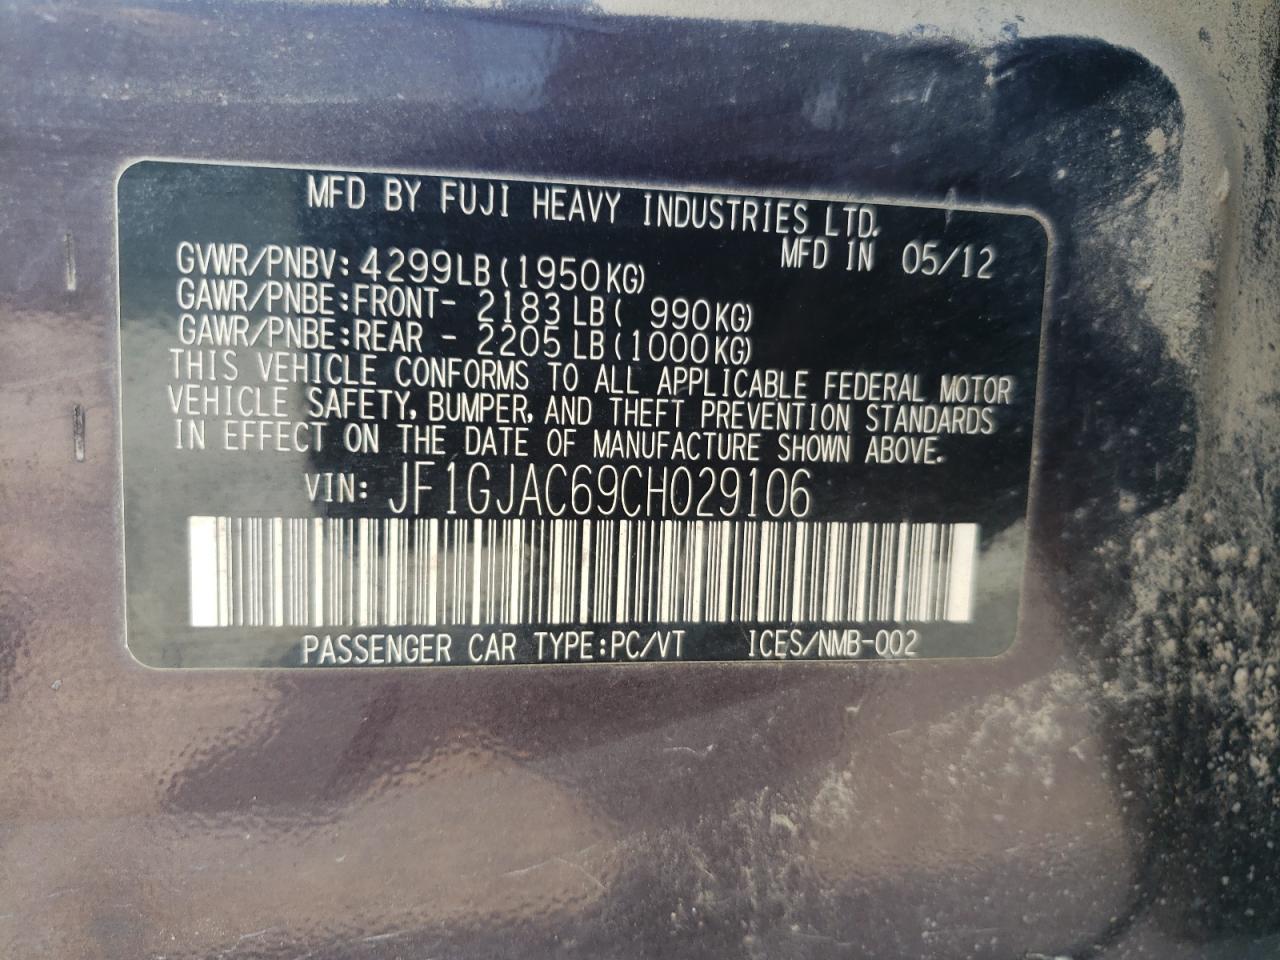 MFD BY FUJI HEAVY INDUSTRIES LTD.
MFD IN 05/12
GVWR/PNBV: 4299LB (1950KG)
GAWR/PNBE:FRONT- 2183 LB ( 990KG)
GAWR/PNBE:REAR - 2205 LB (1000KG)
THIS VEHICLE CONFORMS TO ALL APPLICABLE FEDERAL MOTOR
VEHICLE SAFETY, BUMPER, AND THEFT PREVENTION STANDARDS
IN EFFECT ON THE DATE OF MANUFACTURE SHOWN ABOVE.
VIN: JF1GJAC69CH029106
PASSENGER CAR TYPE:PC/VT ICES/NMB-002